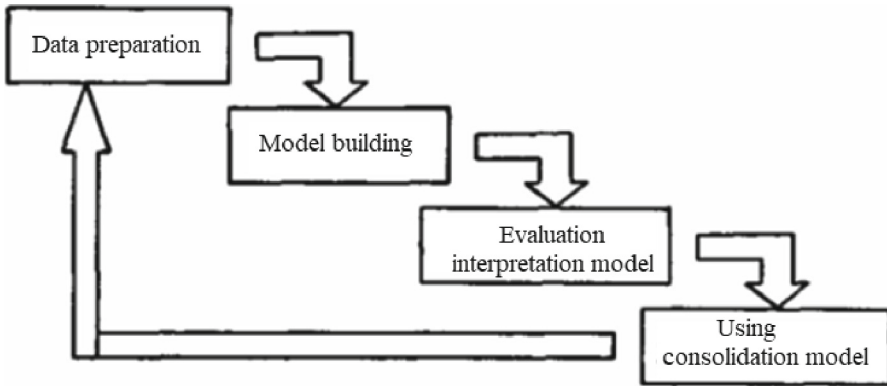 Data preparation
Model building
Evaluation
interpretation model
Using
consolidation model